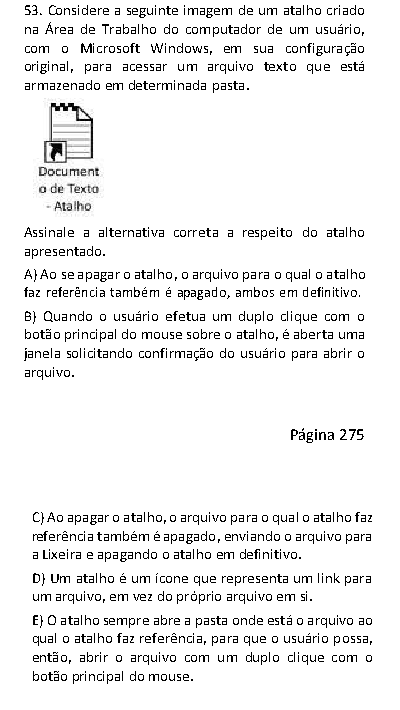 53. Considere a seguinte imagem de um atalho criado
na Área de Trabalho do computador de um usuário,
com o Microsoft Windows, em sua configuração
original, para acessar um arquivo texto que está
armazenado em determinada pasta.
Document
o de Texto
- Atalho
Assinale a alternativa correta a respeito do atalho
apresentado.
A) Ao se apagar o atalho, o arquivo para o qual o atalho
faz referência também é apagado, ambos em definitivo.
B) Quando o usuário efetua um duplo clique com o
botão principal do mouse sobre o atalho, é aberta uma
janela solicitando confirmação do usuário para abrir o
arquivo.
Página 275
C) Ao apagar o atalho, o arquivo para o qual o atalho faz
referência também é apagado, enviando o arquivo para
a Lixeira e apagando o atalho em definitivo.
D) Um atalho é um ícone que representa um link para
um arquivo, em vez do próprio arquivo em si.
E) O atalho sempre abre a pasta onde está o arquivo ao
qual o atalho faz referência, para que o usuário possa,
então, abrir o arquivo com um duplo clique com o
botão principal do mouse.